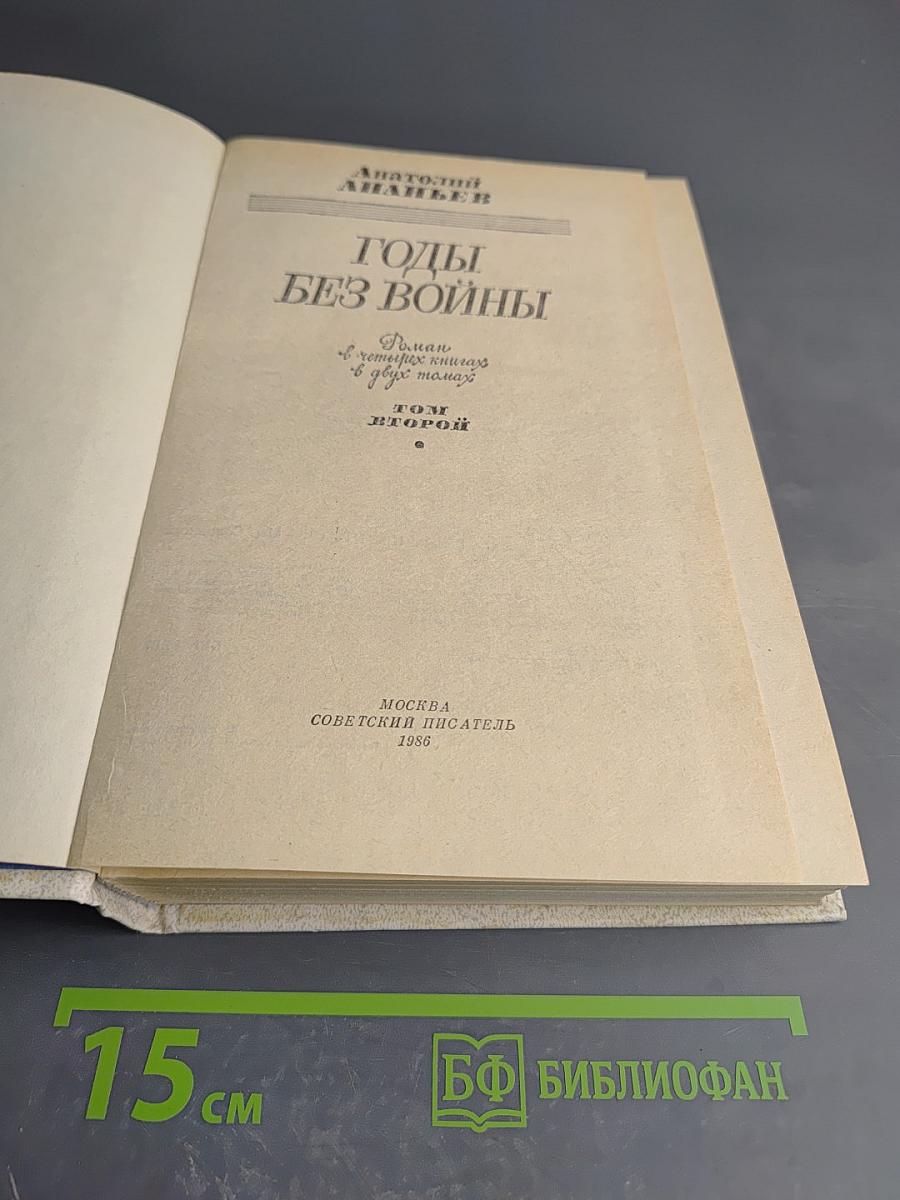 Анатолий
АНАНЬЕВ
ГОДЫ
БЕЗ ВОЙНЫ
Роман
в четырех книгах
в двух томах
ТОМ
ВТОРОЙ
МОСКВА
СОВЕТСКИЙ ПИСАТЕЛЬ
1986
15 см
БФ БИБЛИОФАН